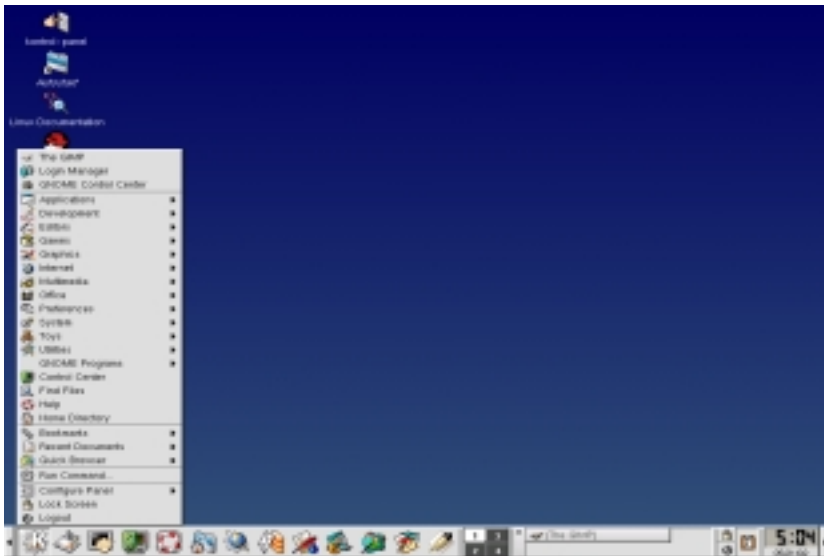 control-panel
Autostart
Linux Documentation
The GIMP
Login Manager
GNOME Control Center
Applications
Development
Editors
Games
Graphics
Internet
Multimedia
Office
Preferences
System
Toys
Utilities
GNOME Programs
Control Center
Find Files
Help
Home Directory
Bookmarks
Recent Documents
Quick Browser
Run Command...
Configure Panel
Lock Screen
Logout
(The GIMP)
5:04